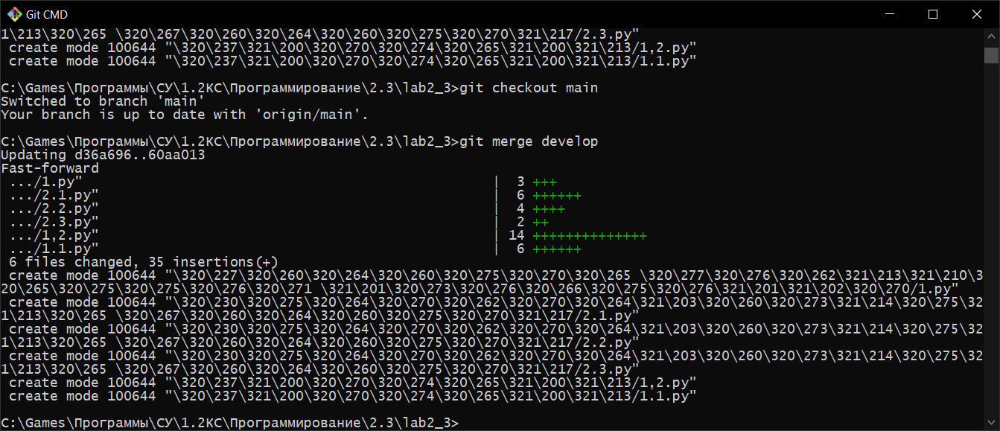 Git CMD
1\213\320\265 \320\267\320\260\320\264\320\260\320\275\320\270\321\217/2.3.py"
create mode 100644 "\320\237\321\200\320\270\320\274\320\265\321\200\321\213/1,2.py"
create mode 100644 "\320\237\321\200\320\270\320\274\320\265\321\200\321\213/1.1.py"
C:\Games\Программы\СУ\1.2КС\Программирование\2.3\lab2_3>git checkout main
Switched to branch 'main'
Your branch is up to date with 'origin/main'.
C:\Games\Программы\СУ\1.2КС\Программирование\2.3\lab2_3>git merge develop
Updating d36a696..60aa013
Fast-forward
.../1.py" | 3 +++
.../2.1.py" | 6 ++++++
.../2.2.py" | 4 ++++
.../2.3.py" | 2 ++
.../1,2.py" | 14 ++++++++++++++
.../1.1.py" | 6 ++++++
6 files changed, 35 insertions(+)
create mode 100644 "\320\227\320\260\320\264\320\260\320\275\320\270\320\265 \320\277\320\276\320\262\321\213\321\210\3
20\265\320\275\320\275\320\276\320\271 \321\201\320\273\320\276\320\266\320\275\320\276\321\201\321\202\320\270/1.py"
create mode 100644 "\320\230\320\275\320\264\320\270\320\262\320\270\320\264\321\203\320\260\320\273\321\214\320\275\32
1\213\320\265 \320\267\320\260\320\264\320\260\320\275\320\270\321\217/2.1.py"
create mode 100644 "\320\230\320\275\320\264\320\270\320\262\320\270\320\264\321\203\320\260\320\273\321\214\320\275\32
1\213\320\265 \320\267\320\260\320\264\320\260\320\275\320\270\321\217/2.2.py"
create mode 100644 "\320\230\320\275\320\264\320\270\320\262\320\270\320\264\321\203\320\260\320\273\321\214\320\275\32
1\213\320\265 \320\267\320\260\320\264\320\260\320\275\320\270\321\217/2.3.py"
create mode 100644 "\320\237\321\200\320\270\320\274\320\265\321\200\321\213/1,2.py"
create mode 100644 "\320\237\321\200\320\270\320\274\320\265\321\200\321\213/1.1.py"
C:\Games\Программы\СУ\1.2КС\Программирование\2.3\lab2_3>